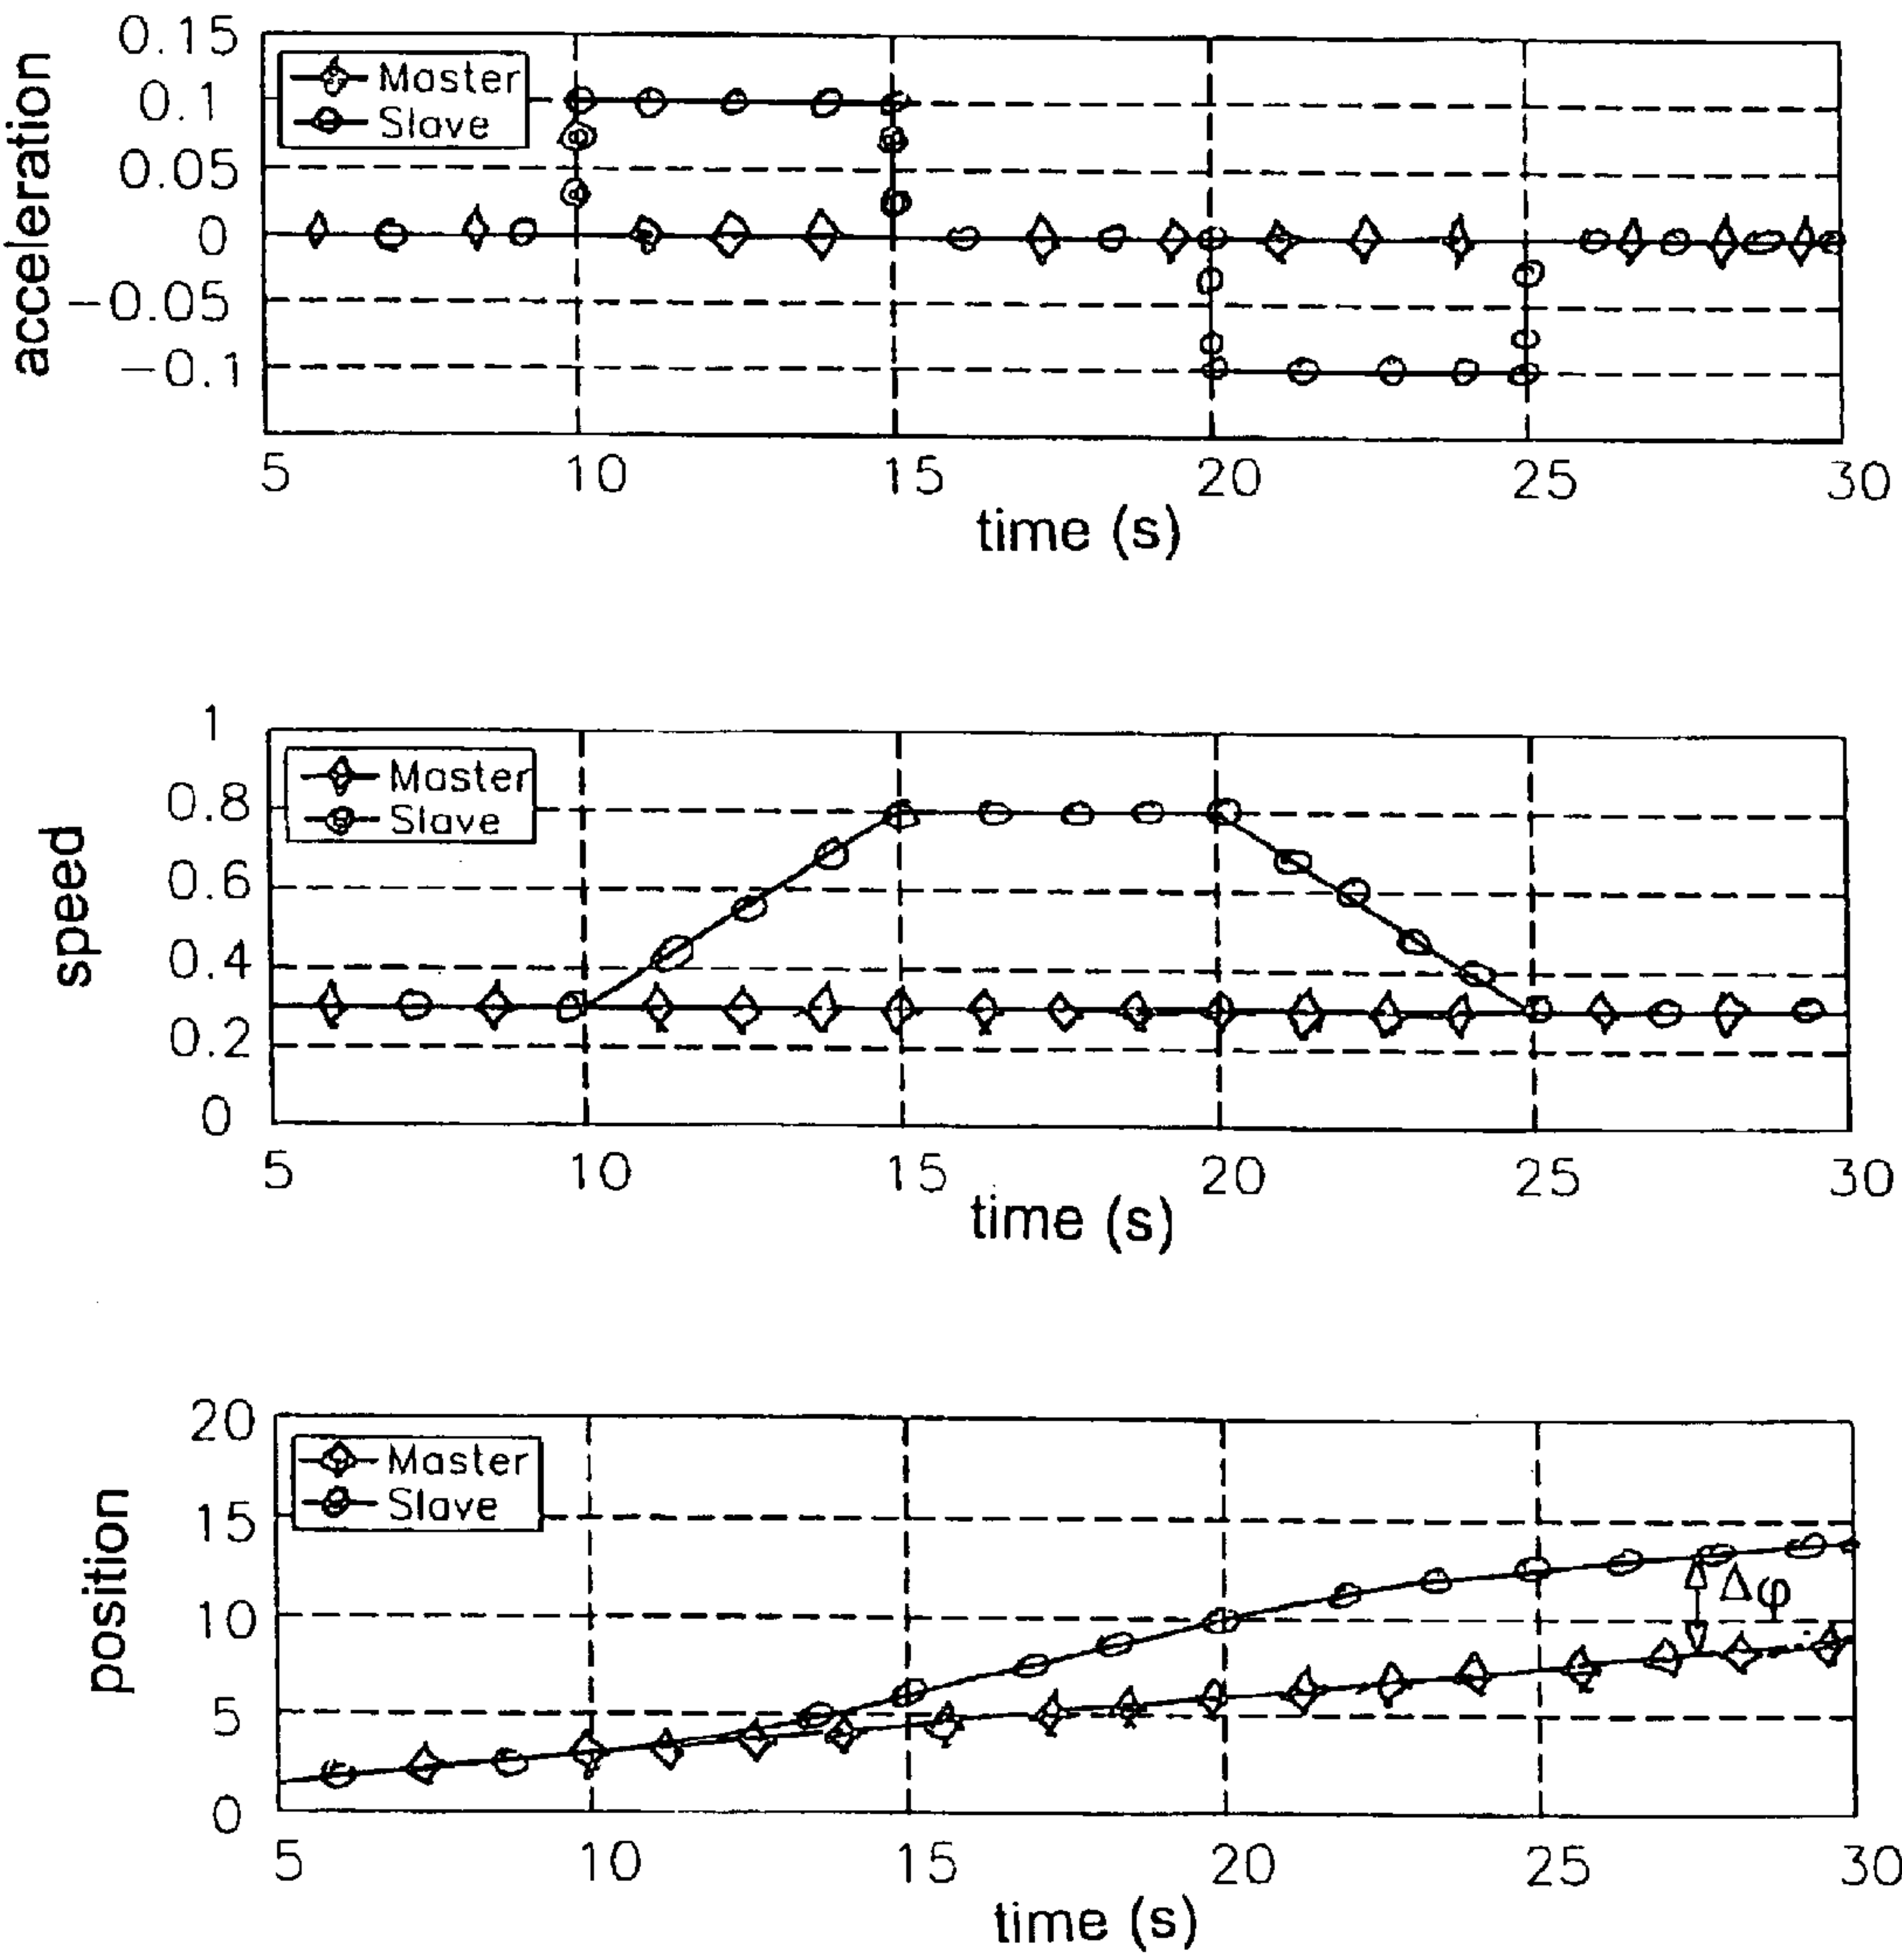 acceleration
0.15
0.1
0.05
0
−0.05
−0.1
Master
Slave
5 10 15 20 25 30
time (s)
speed
1
0.8
0.6
0.4
0.2
0
Master
Slave
5 10 15 20 25 30
time (s)
position
20
15
10
5
0
Master
Slave
Δφ
5 10 15 20 25 30
time (s)